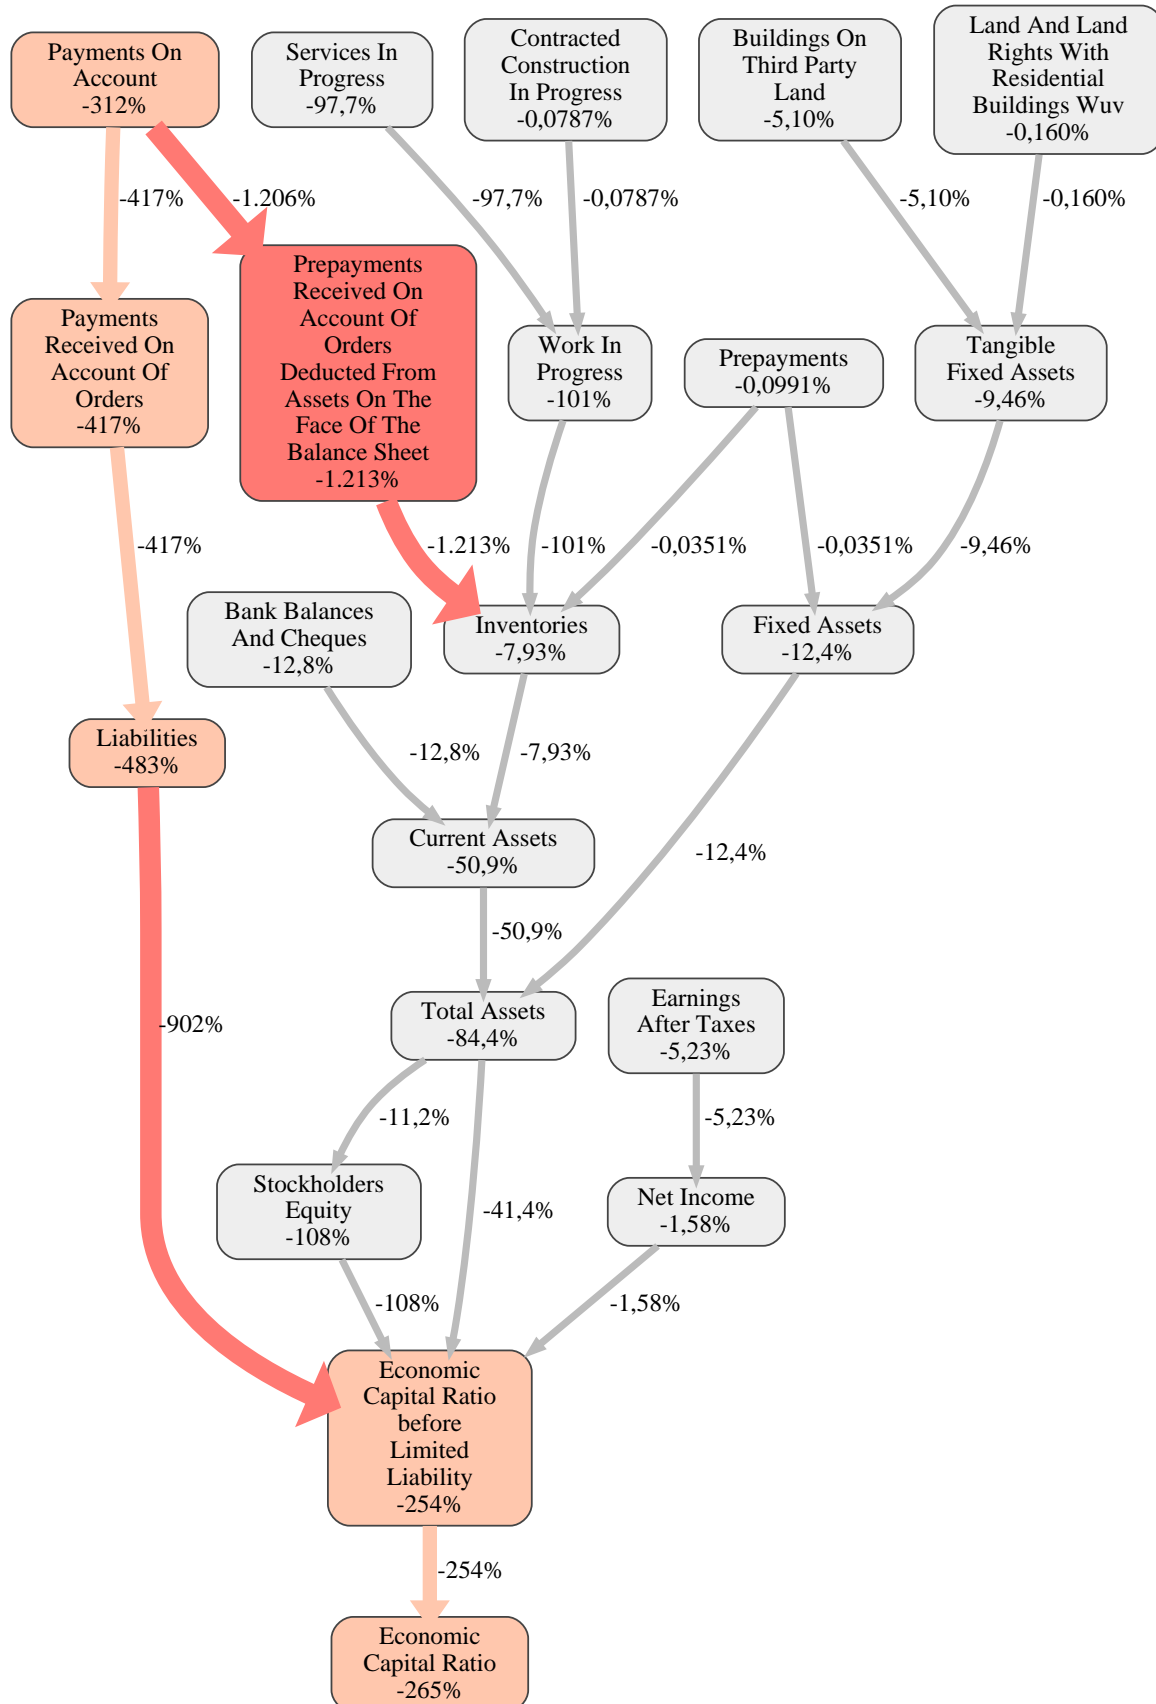 Payments On
Account
-312%
Services In
Progress
-97,7%
Contracted
Construction
In Progress
-0,0787%
Buildings On
Third Party
Land
-5,10%
Land And Land
Rights With
Residential
Buildings Wuv
-0,160%
-417%
-1.206%
-97,7%
-0,0787%
-5,10%
-0,160%
Payments
Received On
Account Of
Orders
-417%
Prepayments
Received On
Account Of
Orders
Deducted From
Assets On The
Face Of The
Balance Sheet
-1.213%
Work In
Progress
-101%
Prepayments
-0,0991%
Tangible
Fixed Assets
-9,46%
-417%
-1.213%
-101%
-0,0351%
-0,0351%
-9,46%
Bank Balances
And Cheques
-12,8%
Inventories
-7,93%
Fixed Assets
-12,4%
Liabilities
-483%
-12,8%
-7,93%
-12,4%
Current Assets
-50,9%
-50,9%
-902%
Total Assets
-84,4%
Earnings
After Taxes
-5,23%
-11,2%
-41,4%
-5,23%
Stockholders
Equity
-108%
Net Income
-1,58%
-108%
-1,58%
Economic
Capital Ratio
before
Limited
Liability
-254%
-254%
Economic
Capital Ratio
-265%